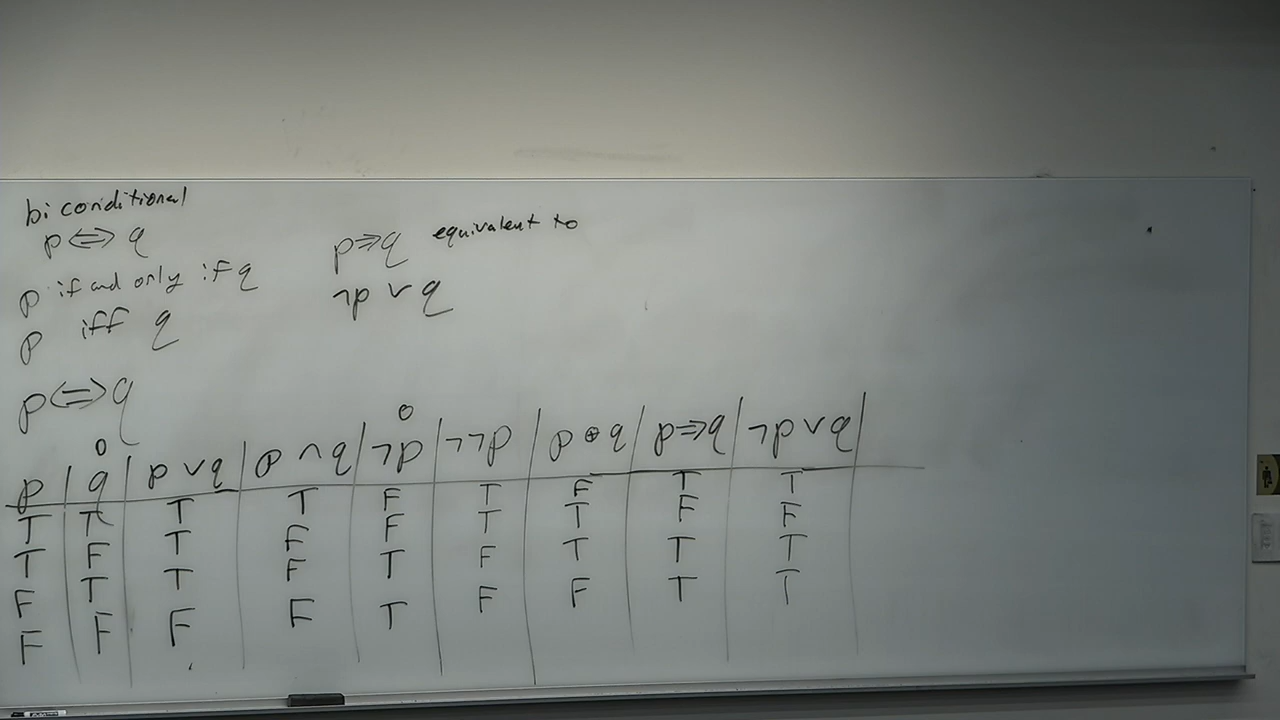 biconditional
p ⇔ q
p if and only if q
p iff q
p ⇒ q equivalent to
¬p ∨ q
p ⇔ q
p | q | p ∨ q | p ∧ q | ¬p | ¬¬p | p ⊕ q | p ⇒ q | ¬p ∨ q
T | T | T | T | F | T | F | T | T
T | F | T | F | F | T | T | F | F
F | T | T | F | T | F | T | T | T
F | F | F | F | T | F | F | T | T